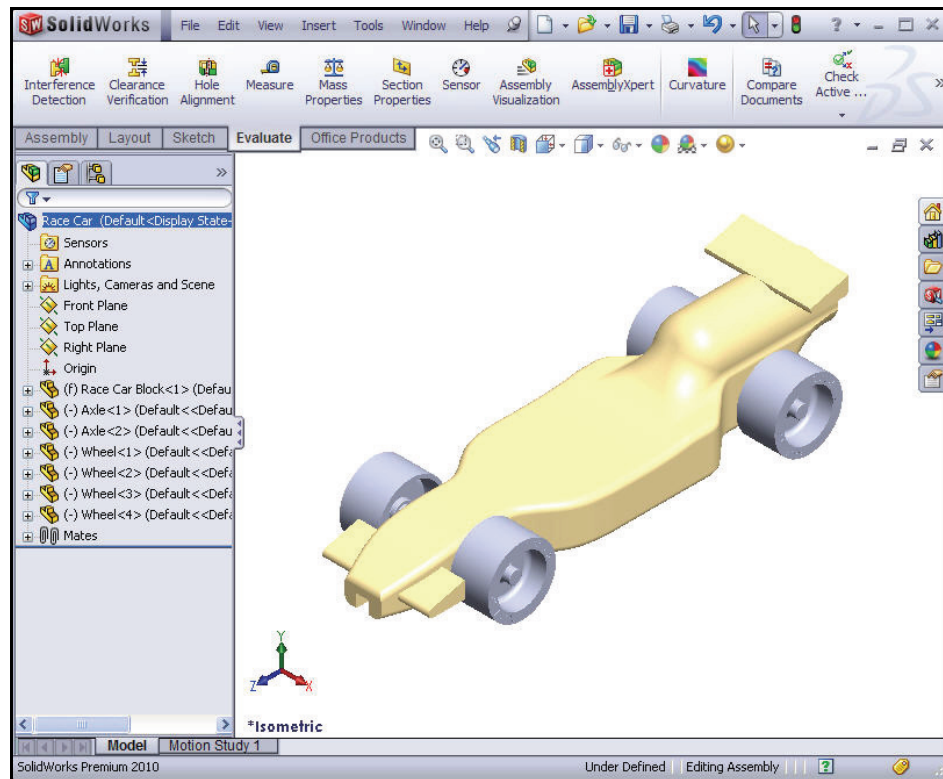 SolidWorks File Edit View Insert Tools Window Help
Interference Detection
Clearance Verification
Hole Alignment
Measure
Mass Properties
Section Properties
Sensor
Assembly Visualization
AssemblyXpert
Curvature
Compare Documents
Check Active ...
Assembly Layout Sketch Evaluate Office Products
Race Car (Default<Display State-
Sensors
Annotations
Lights, Cameras and Scene
Front Plane
Top Plane
Right Plane
Origin
(f) Race Car Block<1> (Defau
(-) Axle<1> (Default<<Defau
(-) Axle<2> (Default<<Defau
(-) Wheel<1> (Default<<Defa
(-) Wheel<2> (Default<<Defa
(-) Wheel<3> (Default<<Defa
(-) Wheel<4> (Default<<Defa
Mates
Y
Z X
*Isometric
Model Motion Study 1
SolidWorks Premium 2010 Under Defined Editing Assembly